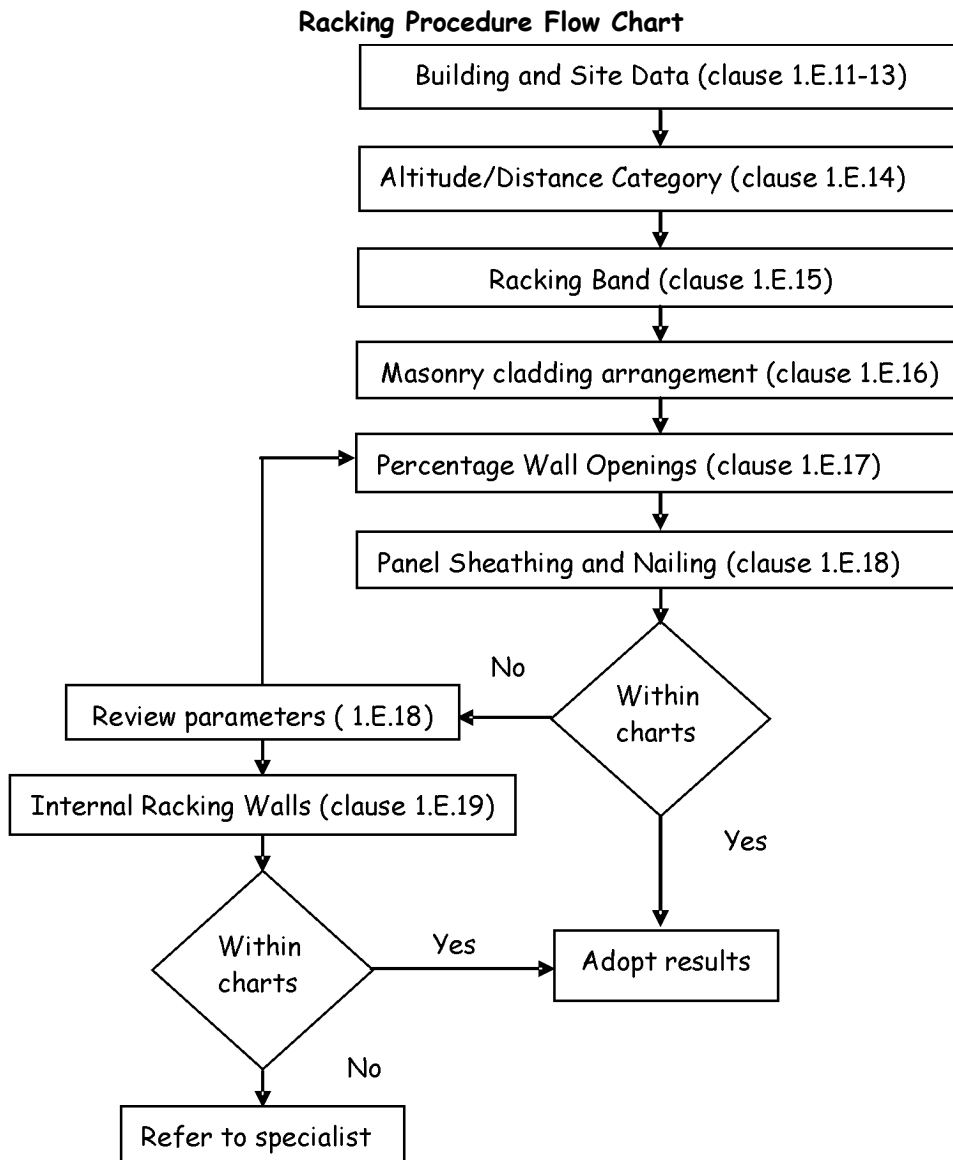 Racking Procedure Flow Chart
Building and Site Data (clause 1.E.11-13)
Altitude/Distance Category (clause 1.E.14)
Racking Band (clause 1.E.15)
Masonry cladding arrangement (clause 1.E.16)
Percentage Wall Openings (clause 1.E.17)
Panel Sheathing and Nailing (clause 1.E.18)
No
Within
charts
Review parameters ( 1.E.18)
Internal Racking Walls (clause 1.E.19)
Yes
Within
charts
Yes
Adopt results
No
Refer to specialist